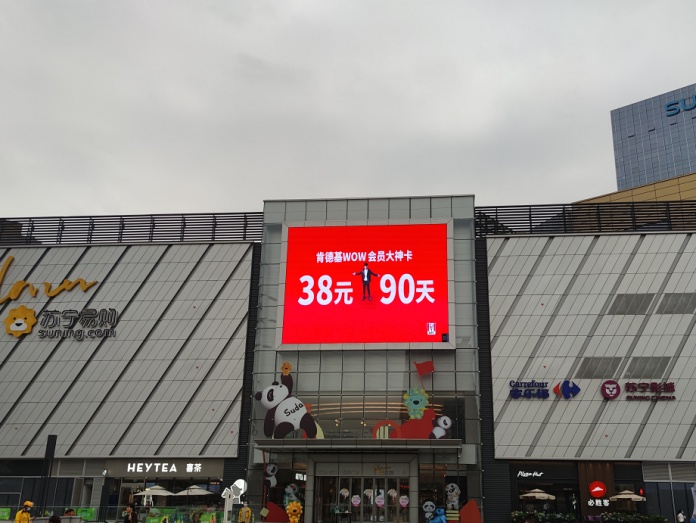 SU
肯德基WOW会员大神卡
38元 90天
苏宁易购
suning.com
Carrefour
家乐福
苏宁影城
SUNING CINEMA
Suda
HEYTEA 喜茶
Pizza Hut
必胜客